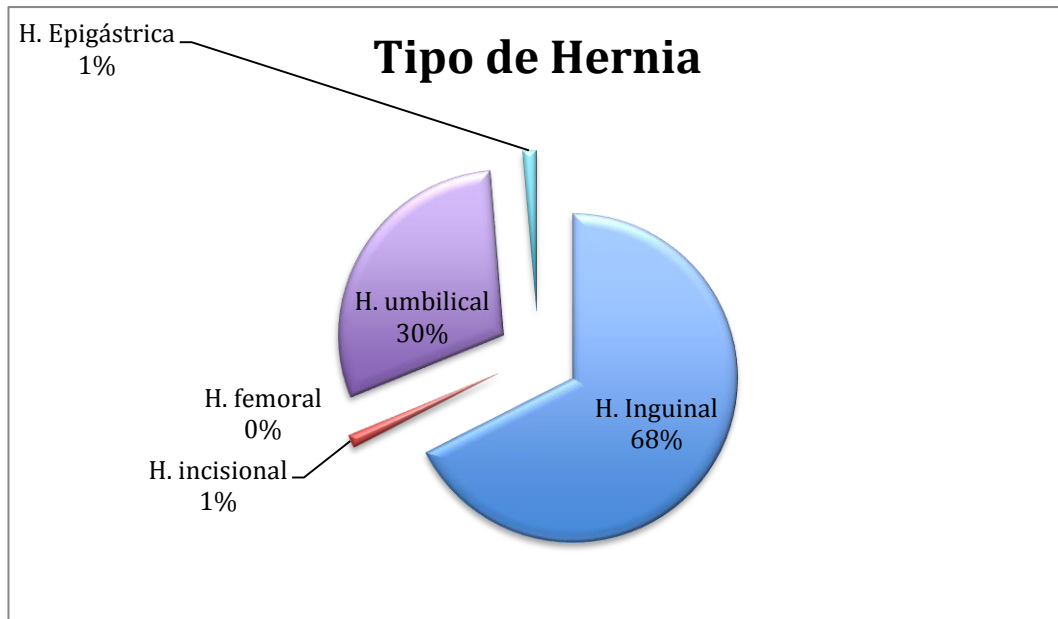 H. Epigástrica
1%
Tipo de Hernia
H. umbilical
30%
H. femoral
0%
H. Inguinal
68%
H. incisional
1%